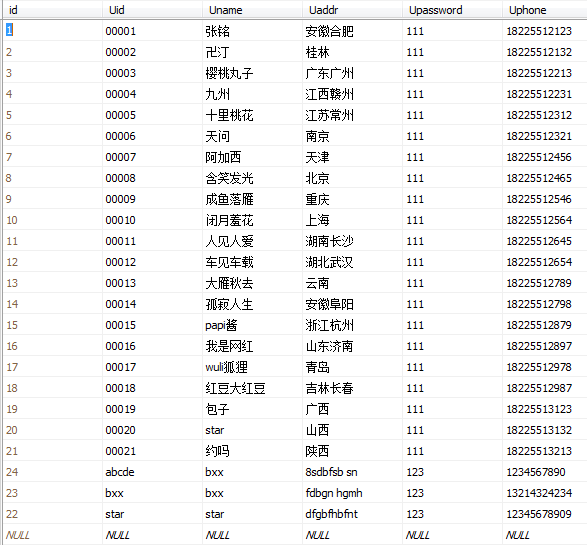 id Uid Uname Uaddr Upassword Uphone
1 00001 张铭 安徽合肥 111 18225512123
2 00002 卍汀 桂林 111 18225512132
3 00003 樱桃丸子 广东广州 111 18225512213
4 00004 九州 江西赣州 111 18225512231
5 00005 十里桃花 江苏常州 111 18225512312
6 00006 天问 南京 111 18225512321
7 00007 阿加西 天津 111 18225512456
8 00008 含笑发光 北京 111 18225512465
9 00009 成鱼落雁 重庆 111 18225512546
10 00010 闭月羞花 上海 111 18225512564
11 00011 人见人爱 湖南长沙 111 18225512645
12 00012 车见车载 湖北武汉 111 18225512654
13 00013 大雁秋去 云南 111 18225512789
14 00014 孤寂人生 安徽阜阳 111 18225512798
15 00015 papi酱 浙江杭州 111 18225512879
16 00016 我是网红 山东济南 111 18225512897
17 00017 wuli狐狸 青岛 111 18225512978
18 00018 红豆大红豆 吉林长春 111 18225512987
19 00019 包子 广西 111 18225513123
20 00020 star 山西 111 18225513132
21 00021 约吗 陕西 111 18225513213
24 abcde bxx 8sdbfsb sn 123 1234567890
23 bxx bxx fdbgn hgmh 123 13214324234
22 star star dfgbfhbfnt 123 12345678909
NULL NULL NULL NULL NULL NULL